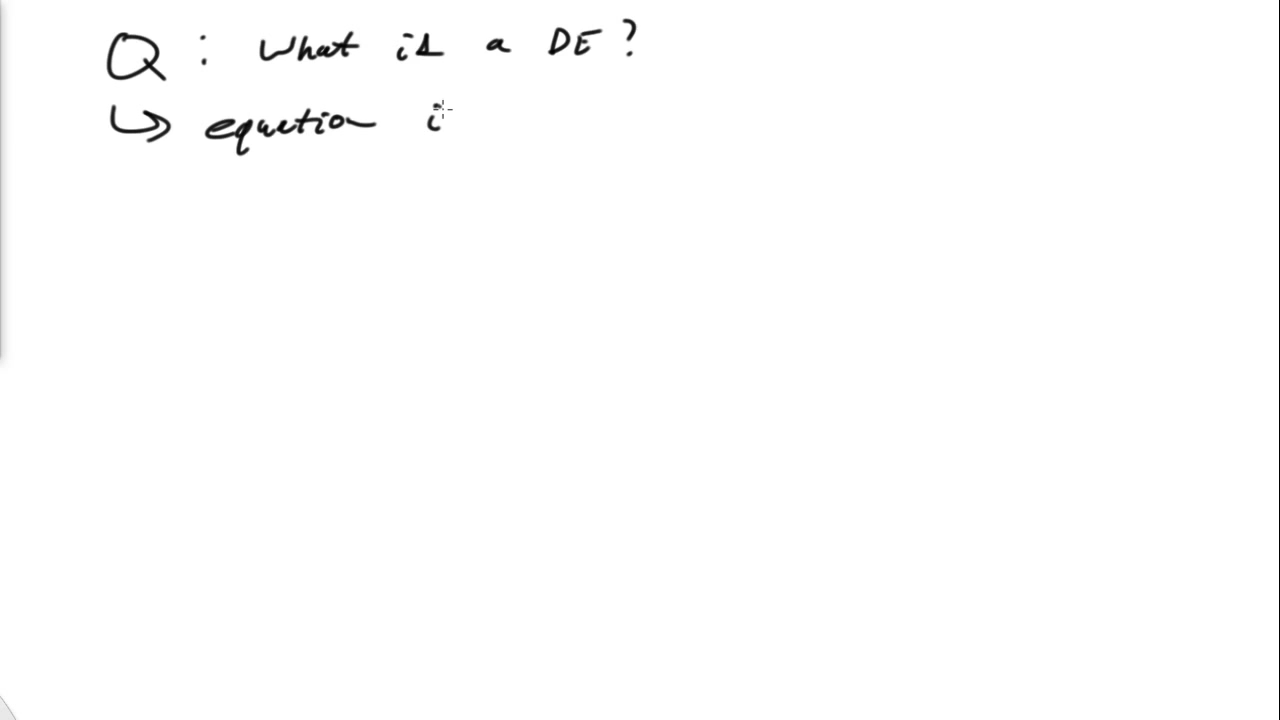 Q : What is a DE ?
↳ equation i